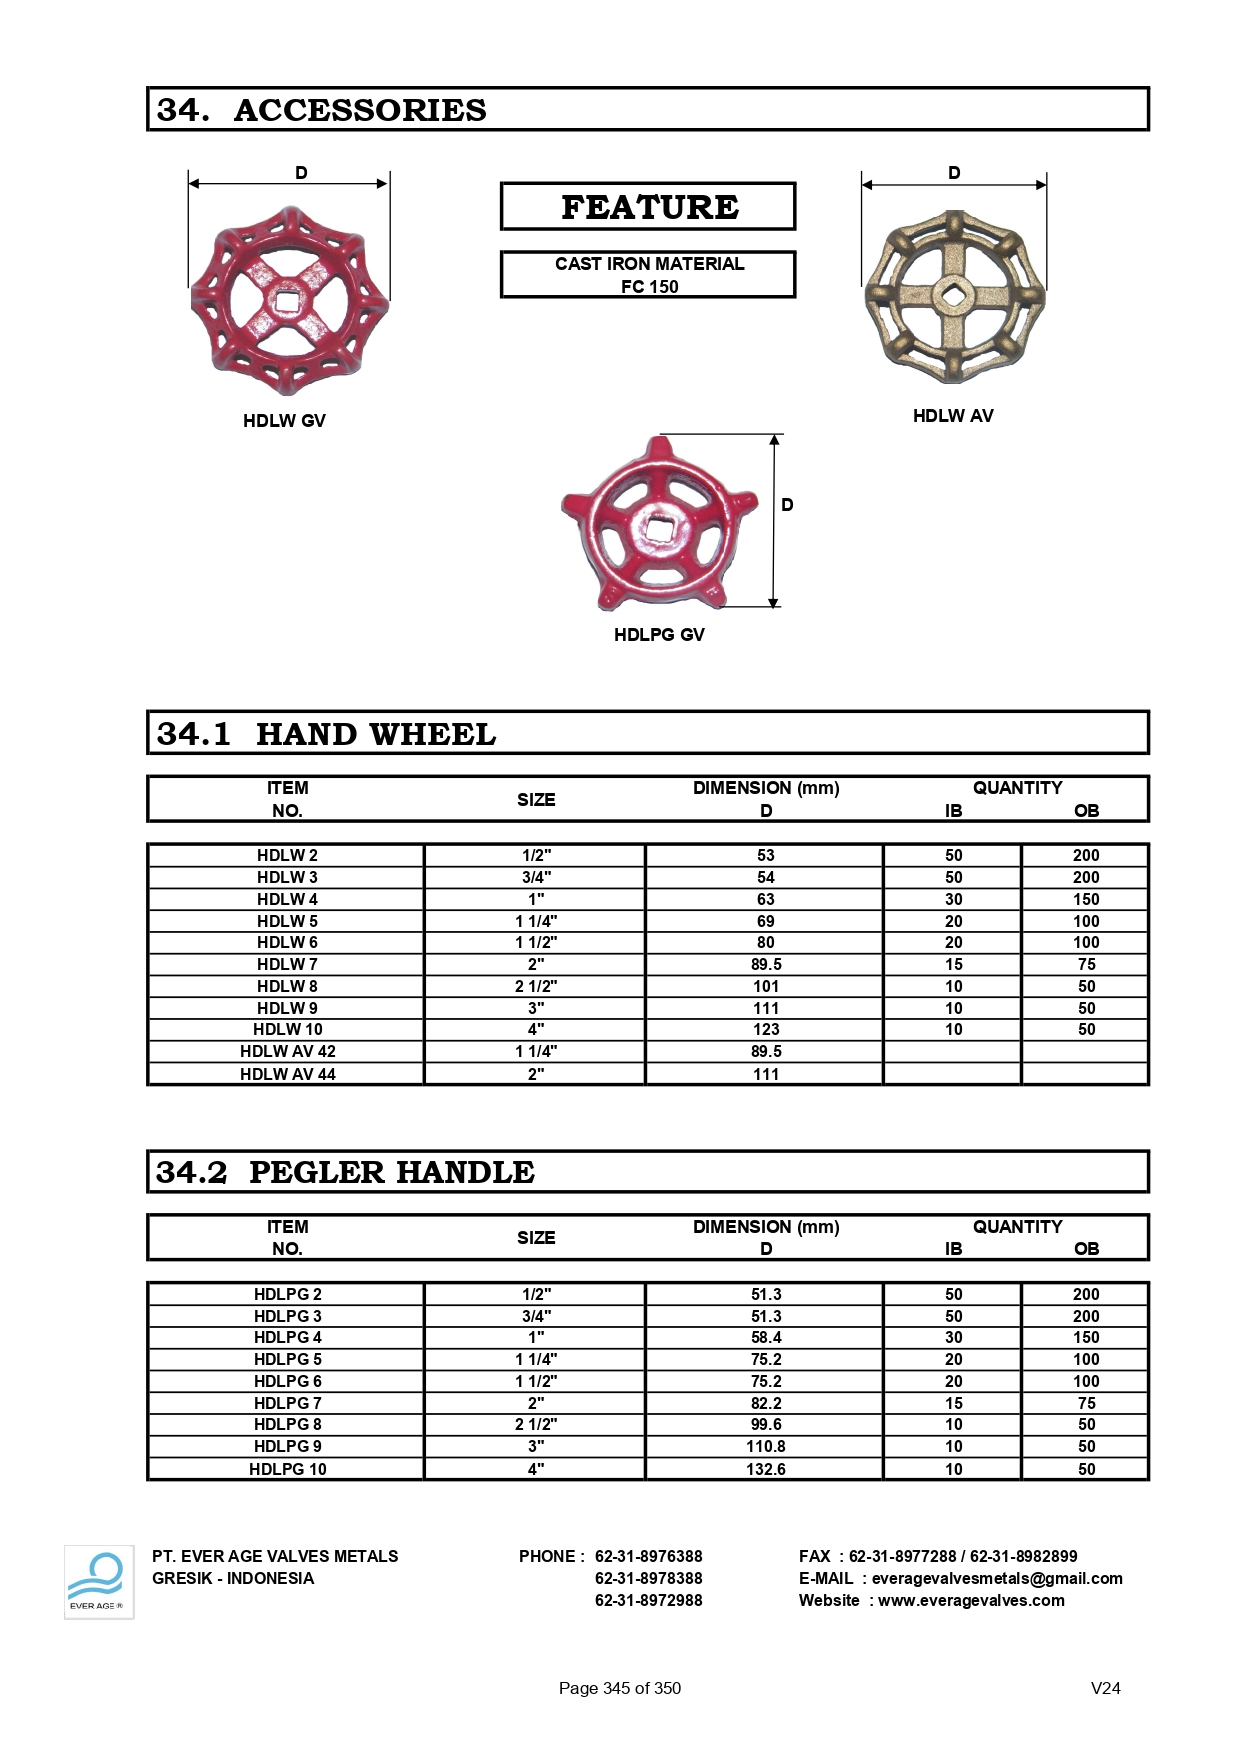 34.  ACCESSORIES
D
D
FEATURE
CAST IRON MATERIAL
FC 150
HDLW GV
HDLW AV
D
HDLPG GV
34.1  HAND WHEEL
ITEM NO. SIZE DIMENSION (mm) D QUANTITY IB OB
HDLW 2 1/2" 53 50 200
HDLW 3 3/4" 54 50 200
HDLW 4 1" 63 30 150
HDLW 5 1 1/4" 69 20 100
HDLW 6 1 1/2" 80 20 100
HDLW 7 2" 89.5 15 75
HDLW 8 2 1/2" 101 10 50
HDLW 9 3" 111 10 50
HDLW 10 4" 123 10 50
HDLW AV 42 1 1/4" 89.5
HDLW AV 44 2" 111
34.2  PEGLER HANDLE
ITEM NO. SIZE DIMENSION (mm) D QUANTITY IB OB
HDLPG 2 1/2" 51.3 50 200
HDLPG 3 3/4" 51.3 50 200
HDLPG 4 1" 58.4 30 150
HDLPG 5 1 1/4" 75.2 20 100
HDLPG 6 1 1/2" 75.2 20 100
HDLPG 7 2" 82.2 15 75
HDLPG 8 2 1/2" 99.6 10 50
HDLPG 9 3" 110.8 10 50
HDLPG 10 4" 132.6 10 50
EVER AGE ®
PT. EVER AGE VALVES METALS PHONE : 62-31-8976388 FAX : 62-31-8977288 / 62-31-8982899
GRESIK - INDONESIA 62-31-8978388 E-MAIL : everagevalvesmetals@gmail.com
62-31-8972988 Website : www.everagevalves.com
Page 345 of 350 V24